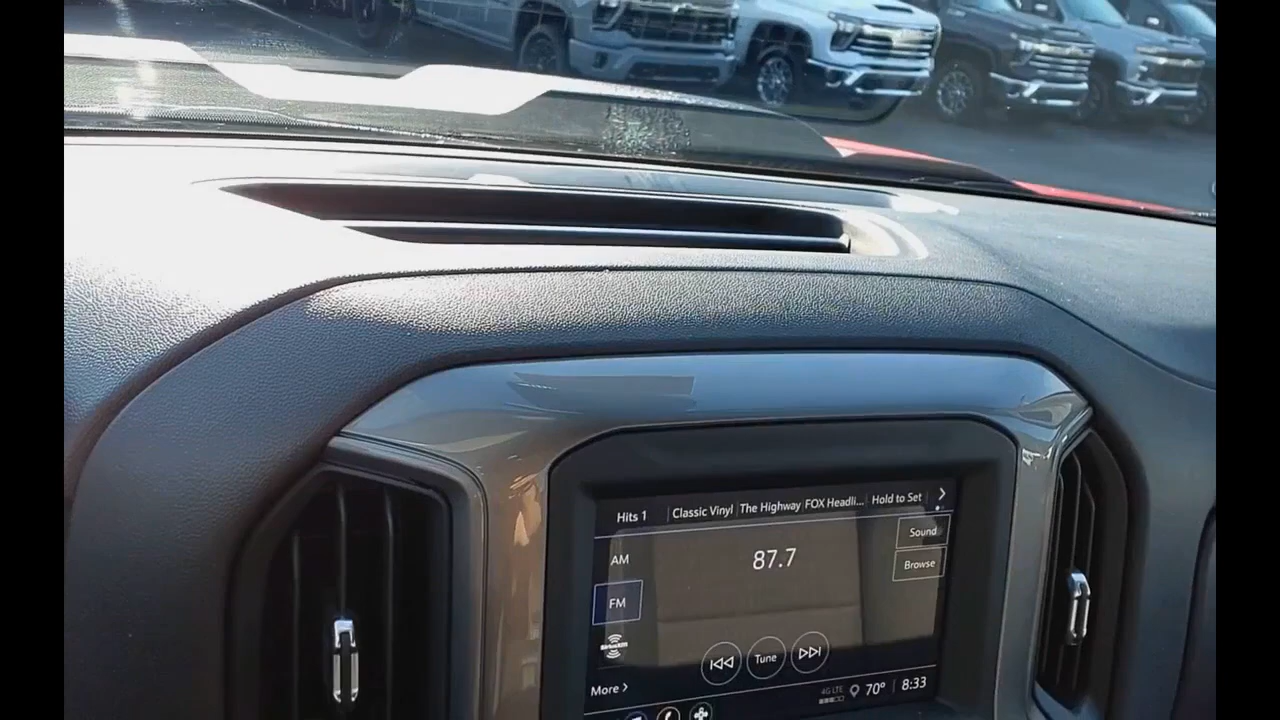 Hits 1 Classic Vinyl The Highway FOX Headli... Hold to Set
Sound
AM
87.7
Browse
FM
SiriusXM
Tune
More
4G LTE 70° 8:33